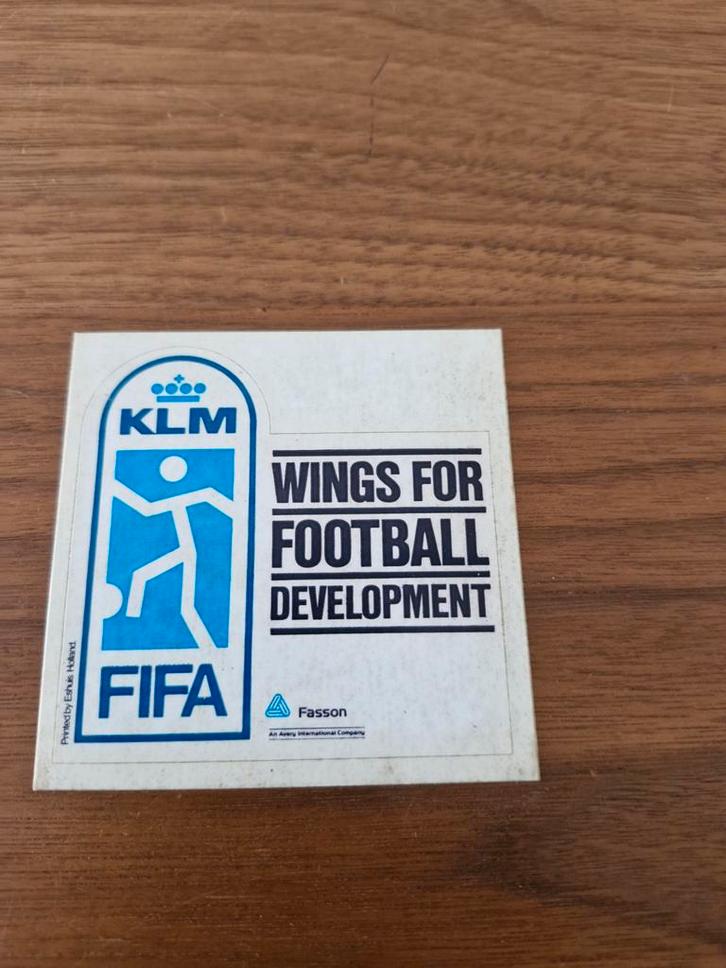 KLM
FIFA
WINGS FOR
FOOTBALL
DEVELOPMENT
Fasson
An Avery International Company
Printed by Eshuis Holland.